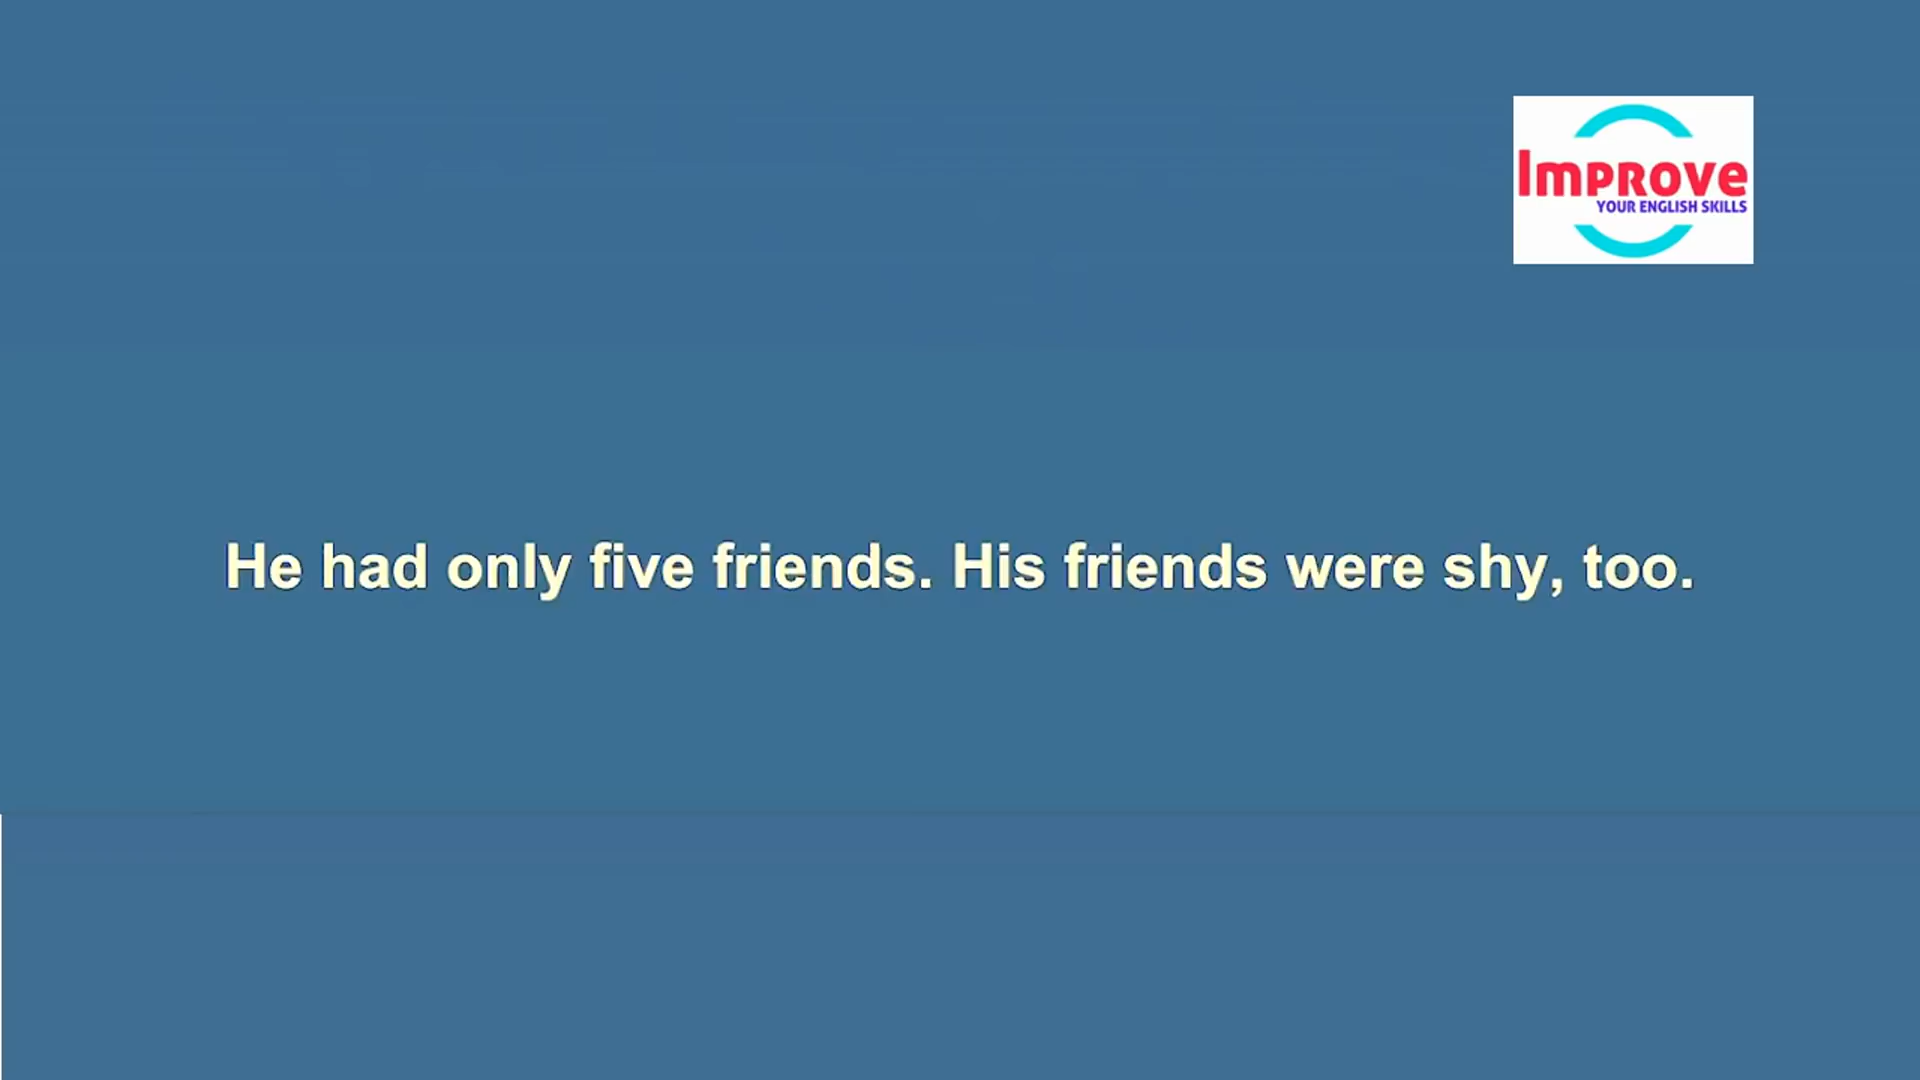 Improve
YOUR ENGLISH SKILLS
He had only five friends. His friends were shy, too.